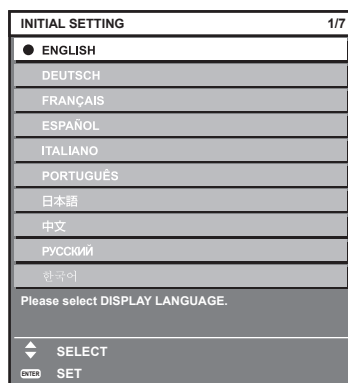 INITIAL SETTING 1/7
ENGLISH
DEUTSCH
FRANÇAIS
ESPAÑOL
ITALIANO
PORTUGUÊS
日本語
中文
РУССКИЙ
한국어
Please select DISPLAY LANGUAGE.
SELECT
ENTER SET